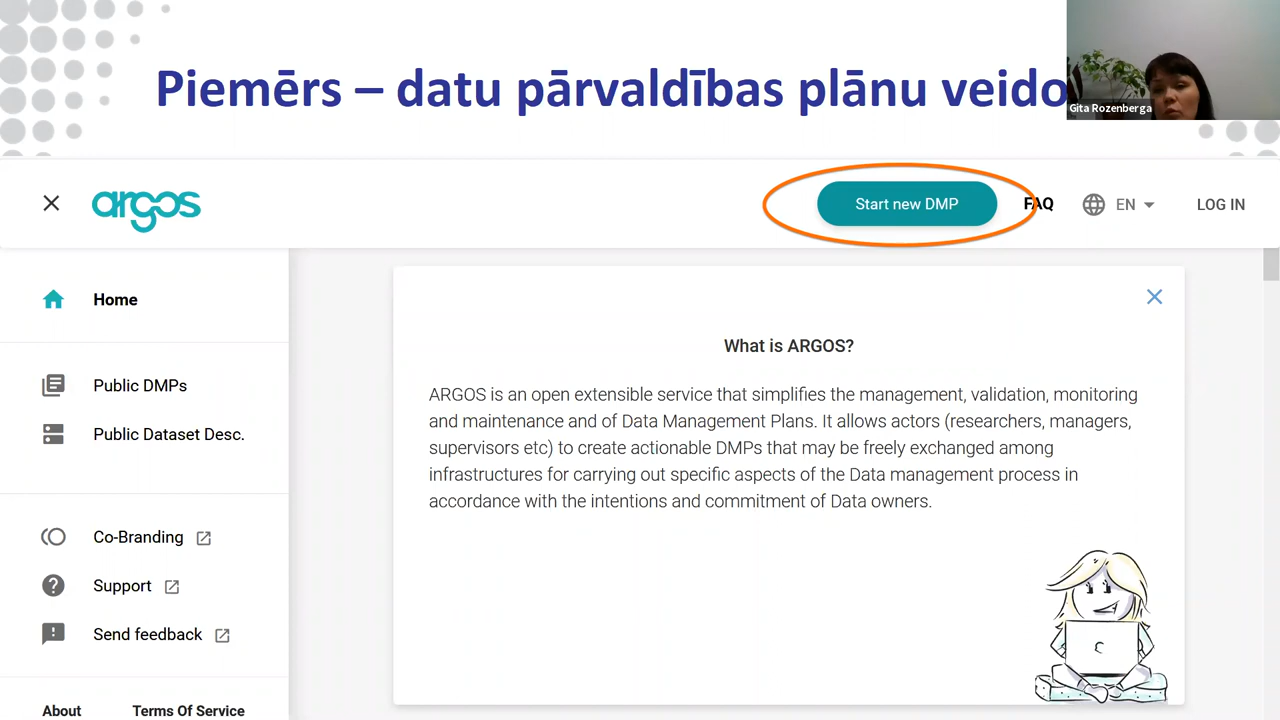 Piemērs – datu pārvaldības plānu veido
Gita Rozenberga
argos
Start new DMP
FAQ
EN
LOG IN
Home
Public DMPs
Public Dataset Desc.
Co-Branding
Support
Send feedback
About
Terms Of Service
What is ARGOS?
ARGOS is an open extensible service that simplifies the management, validation, monitoring
and maintenance and of Data Management Plans. It allows actors (researchers, managers,
supervisors etc) to create actionable DMPs that may be freely exchanged among
infrastructures for carrying out specific aspects of the Data management process in
accordance with the intentions and commitment of Data owners.